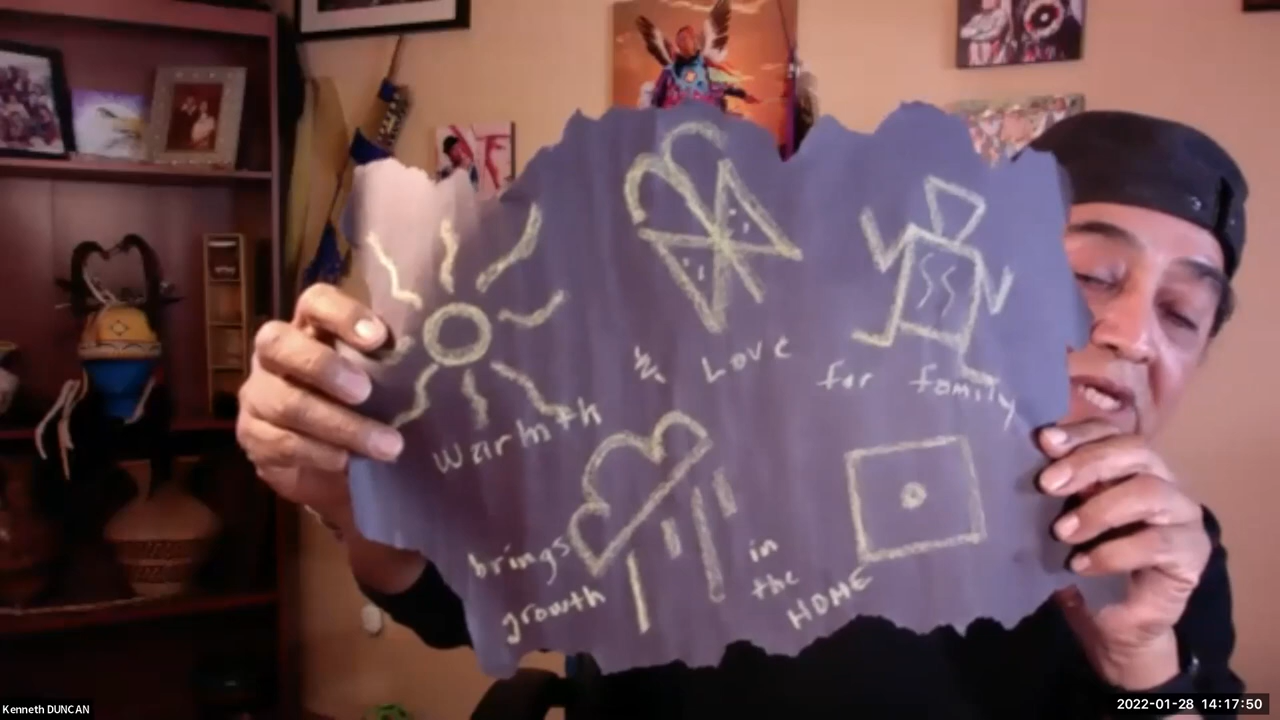 Warmth
& Love
for family
brings
growth
in
the
HOME
Kenneth DUNCAN
2022-01-28 14:17:50